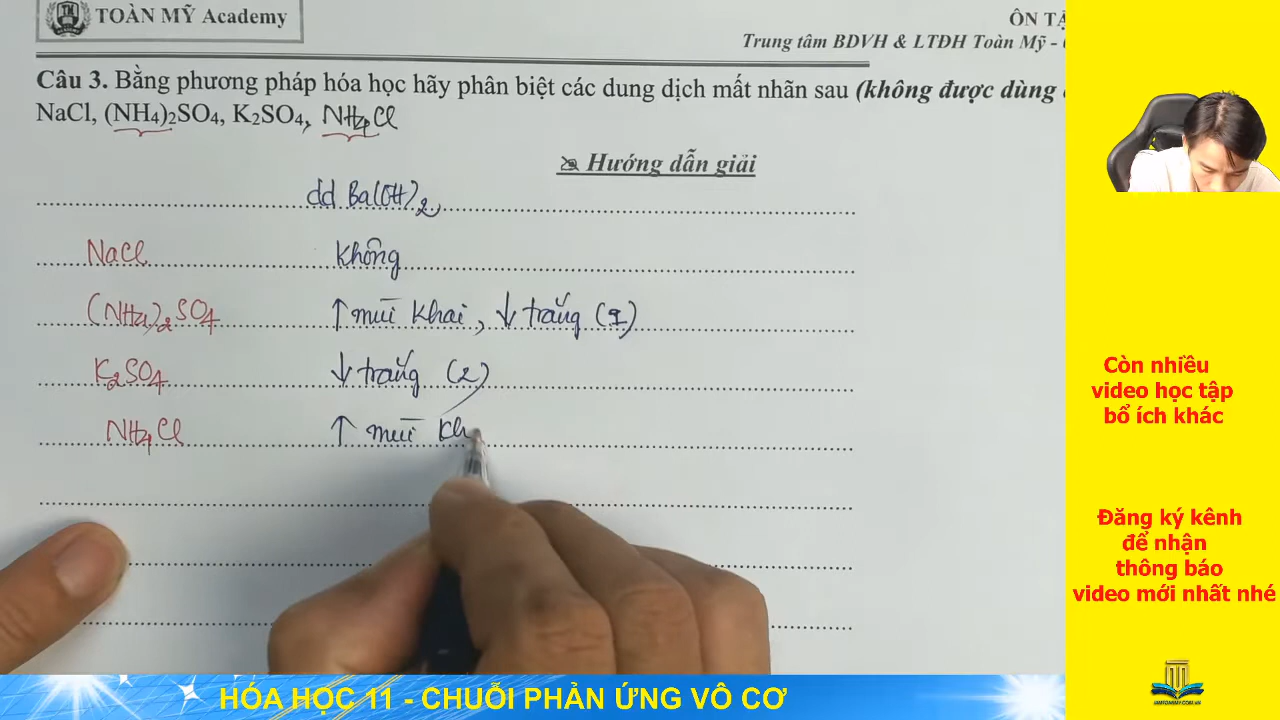 TOÀN MỸ Academy
ÔN TẬ
Trung tâm BDVH & LTĐH Toàn Mỹ -
Câu 3. Bằng phương pháp hóa học hãy phân biệt các dung dịch mất nhãn sau (không được dùng
NaCl, (NH4)2SO4, K2SO4, NH4Cl
Hướng dẫn giải
dd Ba(OH)2
NaCl Không
(NH4)2SO4 ↑ mùi khai, ↓ trắng (1)
K2SO4 ↓ trắng (2)
NH4Cl ↑ mùi Kh
Còn nhiều
video học tập
bổ ích khác
Đăng ký kênh
để nhận
thông báo
video mới nhất nhé
HÓA HỌC 11 - CHUỖI PHẢN ỨNG VÔ CƠ